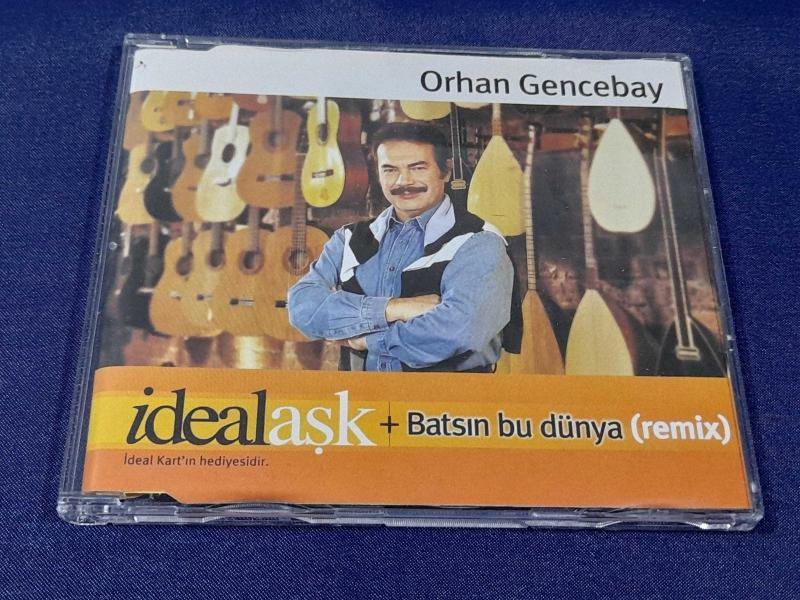 Orhan Gencebay
idealaşk + Batsın bu dünya (remix)
İdeal Kart'ın hediyesidir.